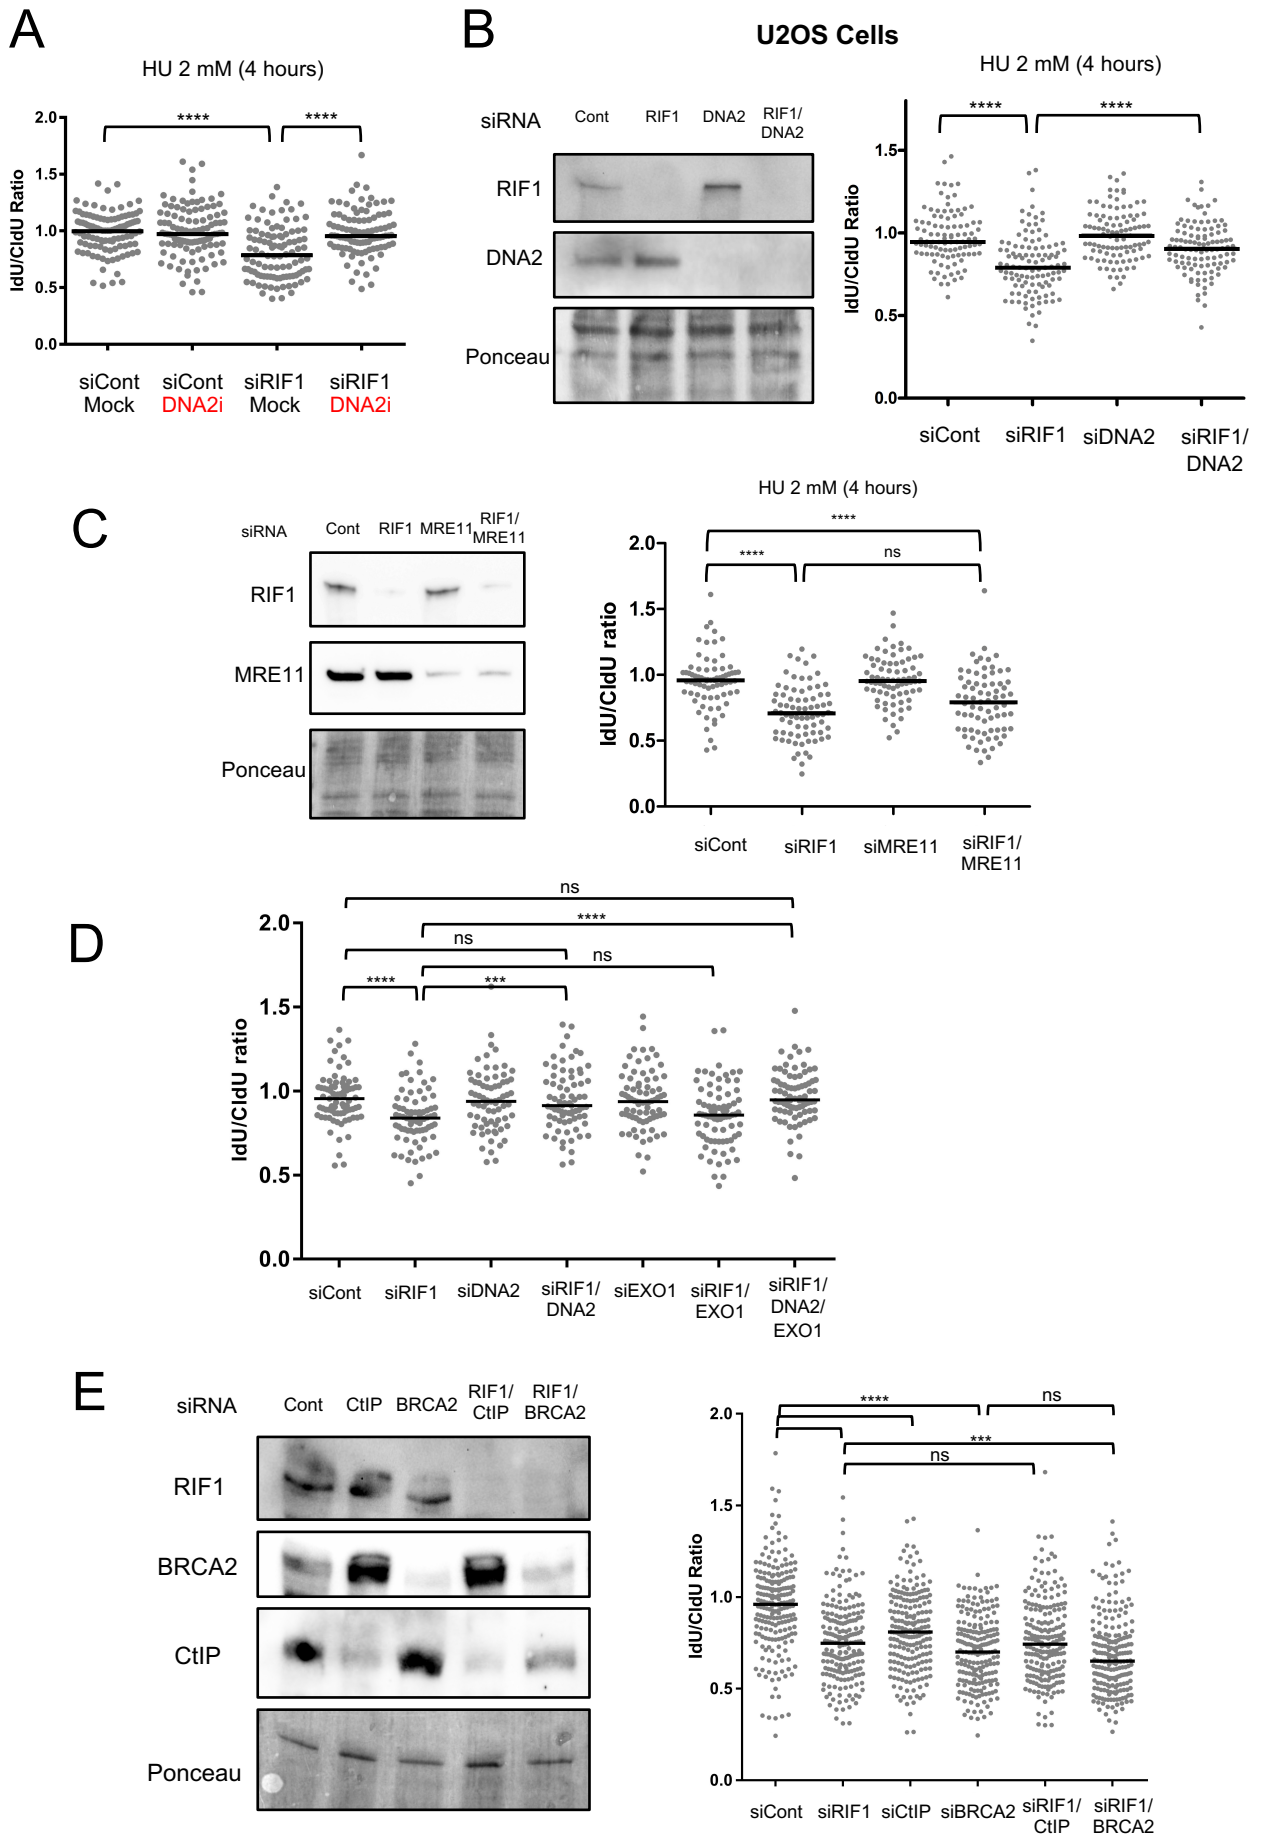 A
HU 2 mM (4 hours)
IdU/CldU Ratio
2.0
1.5
1.0
0.5
0.0
****
****
siCont
Mock
siCont
DNA2i
siRIF1
Mock
siRIF1
DNA2i
B
U2OS Cells
siRNA
Cont
RIF1
DNA2
RIF1/
DNA2
RIF1
DNA2
Ponceau
HU 2 mM (4 hours)
IdU/CldU Ratio
1.5
1.0
0.5
0.0
****
****
siCont
siRIF1
siDNA2
siRIF1/
DNA2
C
siRNA
Cont
RIF1
MRE11
RIF1/
MRE11
RIF1
MRE11
Ponceau
HU 2 mM (4 hours)
IdU/CldU ratio
2.0
1.5
1.0
0.5
0.0
****
****
ns
siCont
siRIF1
siMRE11
siRIF1/
MRE11
D
IdU/CldU ratio
2.0
1.5
1.0
0.5
0.0
ns
****
ns
ns
****
***
siCont
siRIF1
siDNA2
siRIF1/
DNA2
siEXO1
siRIF1/
EXO1
siRIF1/
DNA2/
EXO1
E
siRNA
Cont
CtIP
BRCA2
RIF1/
CtIP
RIF1/
BRCA2
RIF1
BRCA2
CtIP
Ponceau
IdU/CldU Ratio
2.0
1.5
1.0
0.5
0.0
****
ns
***
ns
siCont
siRIF1
siCtIP
siBRCA2
siRIF1/
CtIP
siRIF1/
BRCA2